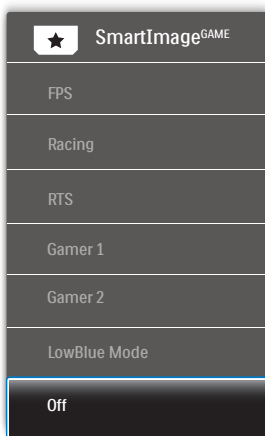 SmartImageGAME
FPS
Racing
RTS
Gamer 1
Gamer 2
LowBlue Mode
Off